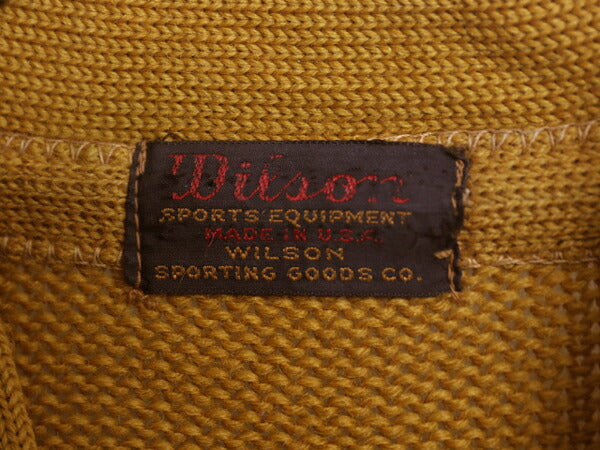 Wilson
SPORTS EQUIPMENT
MADE IN U.S.A.
WILSON
SPORTING GOODS CO.